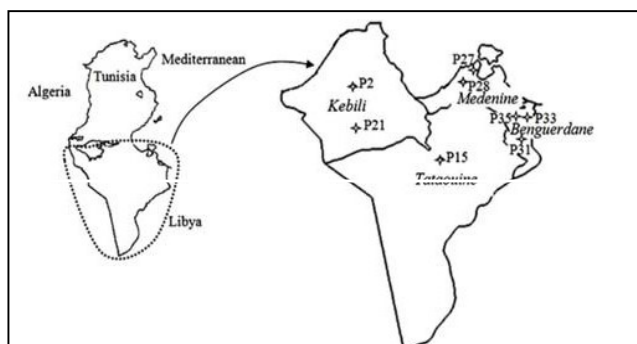 Mediterranean
Algeria
Tunisia
Libya
P2
Kebili
P21
P27
P28
Medenine
P35
P33
Benguerdane
P31
P15
Tataouine